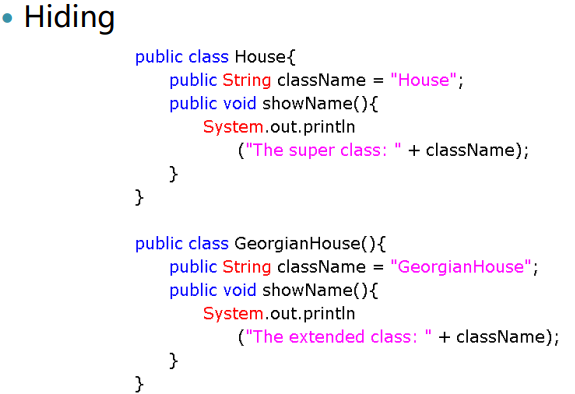 • Hiding
public class House{
public String className = "House";
public void showName(){
System.out.println
("The super class: " + className);
}
}
public class GeorgianHouse(){
public String className = "GeorgianHouse";
public void showName(){
System.out.println
("The extended class: " + className);
}
}